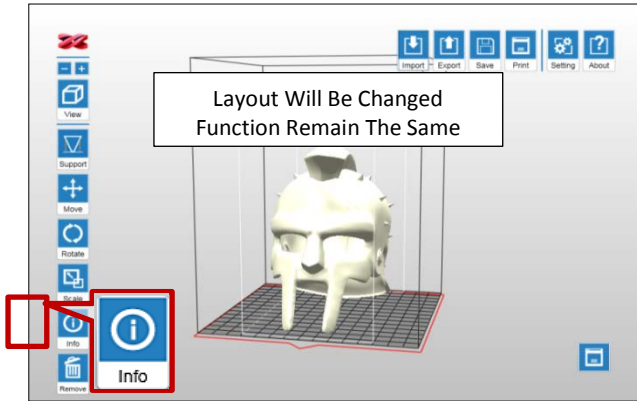 Import Export Save Print Setting About
View
Layout Will Be Changed
Function Remain The Same
Support
Move
Rotate
Scale
Info
Info
Remove